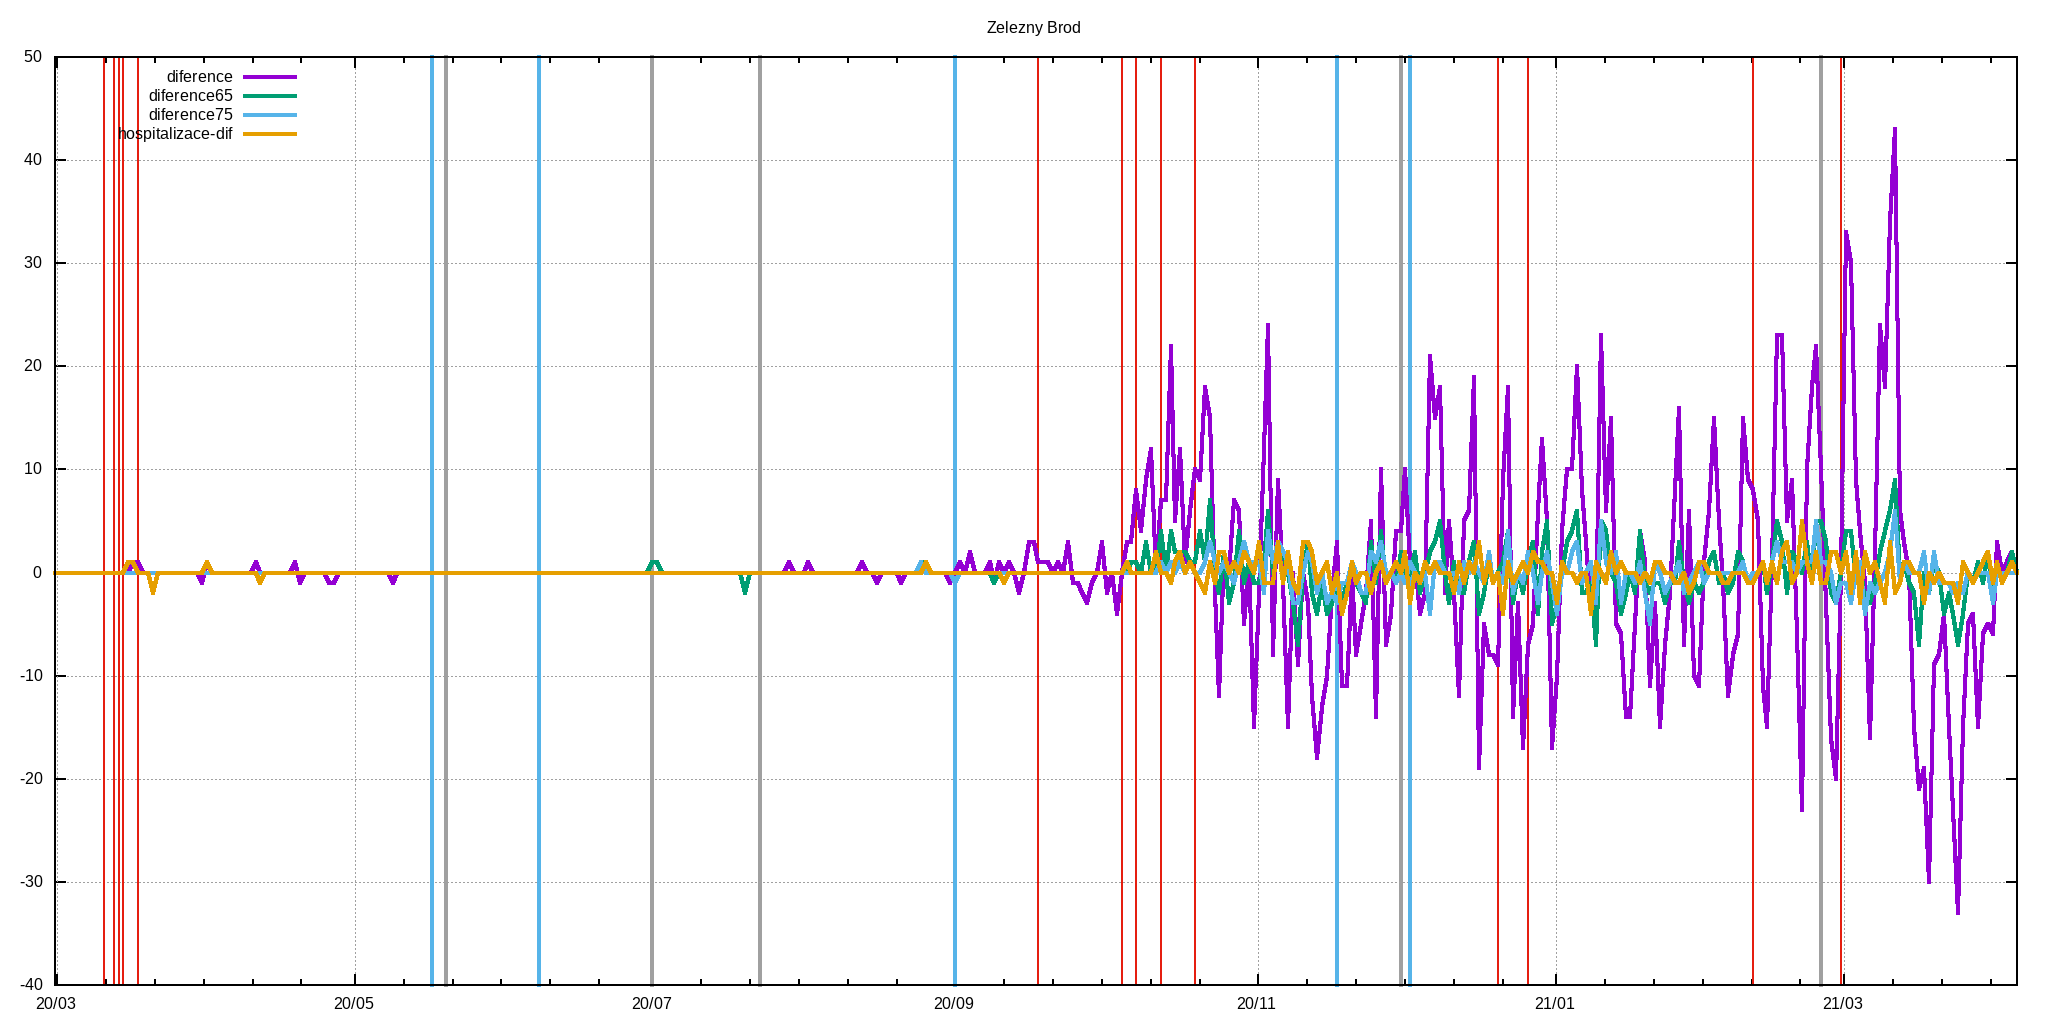 Zelezny Brod
50
diference
diference65
diference75
hospitalizace-dif
40
30
20
10
0
-10
-20
-30
-40
20/03 20/05 20/07 20/09 20/11 21/01 21/03